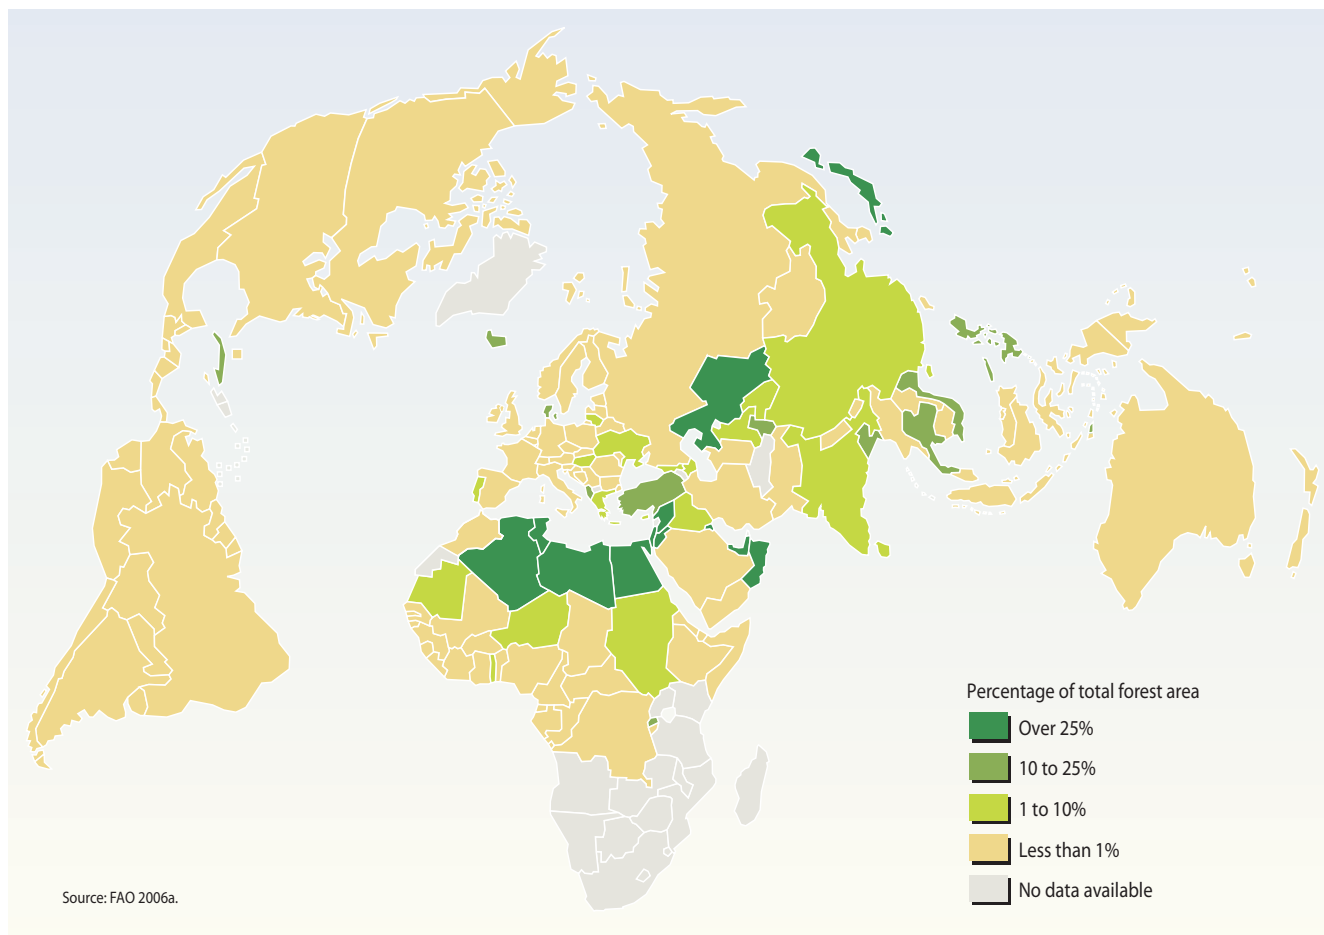 Percentage of total forest area
Over 25%
10 to 25%
1 to 10%
Less than 1%
No data available
Source: FAO 2006a.